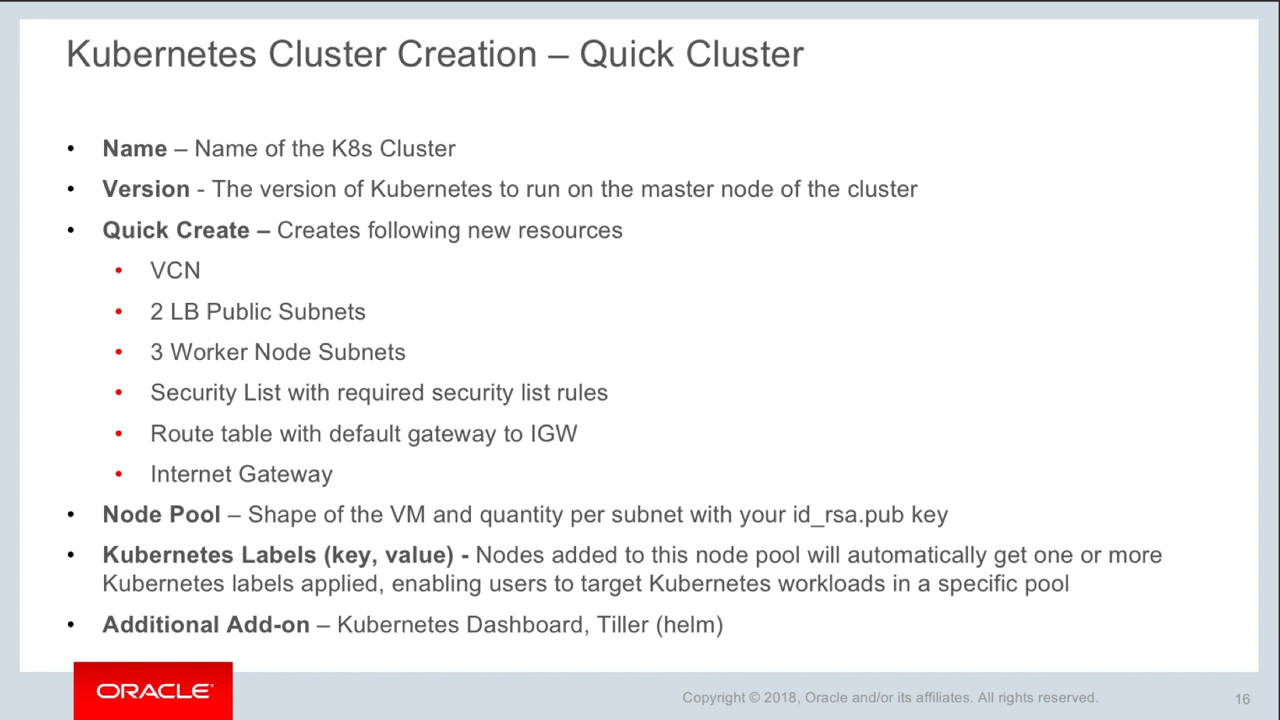 Kubernetes Cluster Creation – Quick Cluster
• Name – Name of the K8s Cluster
• Version - The version of Kubernetes to run on the master node of the cluster
• Quick Create – Creates following new resources
• VCN
• 2 LB Public Subnets
• 3 Worker Node Subnets
• Security List with required security list rules
• Route table with default gateway to IGW
• Internet Gateway
• Node Pool – Shape of the VM and quantity per subnet with your id_rsa.pub key
• Kubernetes Labels (key, value) - Nodes added to this node pool will automatically get one or more
Kubernetes labels applied, enabling users to target Kubernetes workloads in a specific pool
• Additional Add-on – Kubernetes Dashboard, Tiller (helm)
ORACLE®
Copyright © 2018, Oracle and/or its affiliates. All rights reserved.
16